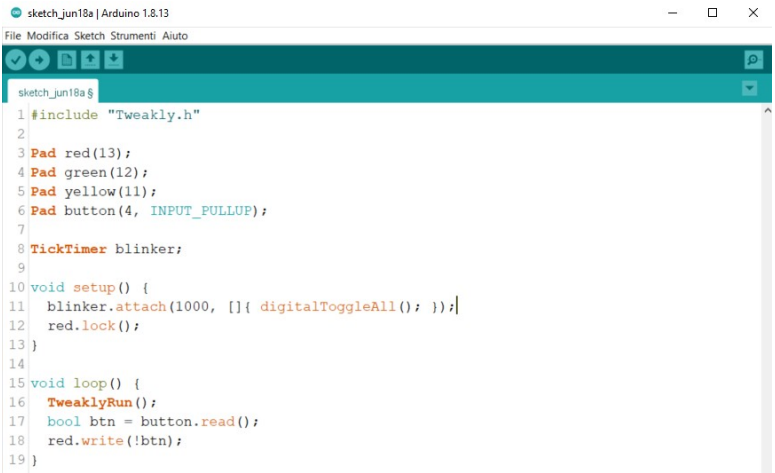 sketch_jun18a | Arduino 1.8.13
File Modifica Sketch Strumenti Aiuto
sketch_jun18a §
1 #include "Tweakly.h"
2
3 Pad red(13);
4 Pad green(12);
5 Pad yellow(11);
6 Pad button(4, INPUT_PULLUP);
7
8 TickTimer blinker;
9
10 void setup() {
11   blinker.attach(1000, []{ digitalToggleAll(); });
12   red.lock();
13 }
14
15 void loop() {
16   TweaklyRun();
17   bool btn = button.read();
18   red.write(!btn);
19 }